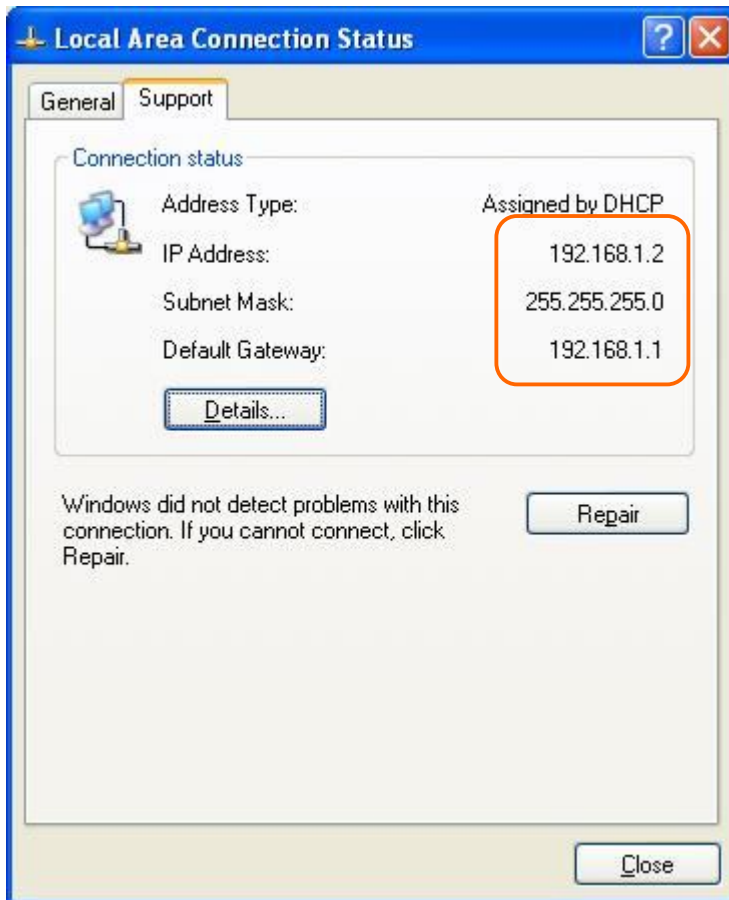 Local Area Connection Status
General Support
Connection status
Address Type: Assigned by DHCP
IP Address: 192.168.1.2
Subnet Mask: 255.255.255.0
Default Gateway: 192.168.1.1
Details...
Windows did not detect problems with this
connection. If you cannot connect, click
Repair.
Repair
Close